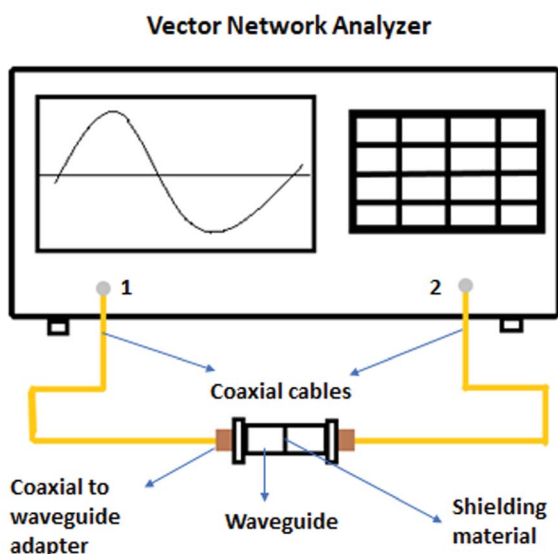 Vector Network Analyzer
1
2
Coaxial cables
Coaxial to
waveguide
adapter
Waveguide
Shielding
material